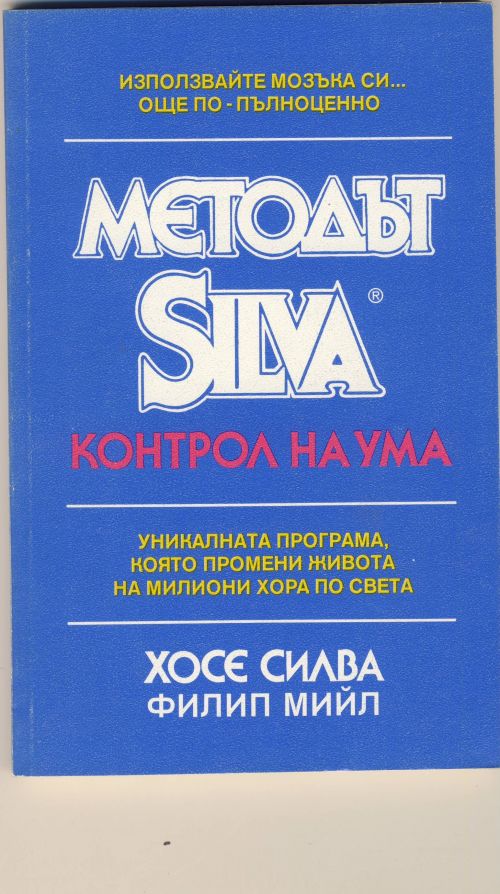 ИЗПОЛЗВАЙТЕ МОЗЪКА СИ...
ОЩЕ ПО - ПЪЛНОЦЕННО
МЕТОДЪТ
SILVA®
КОНТРОЛ НА УМА
УНИКАЛНАТА ПРОГРАМА,
КОЯТО ПРОМЕНИ ЖИВОТА
НА МИЛИОНИ ХОРА ПО СВЕТА
ХОСЕ СИЛВА
ФИЛИП МИЙЛ